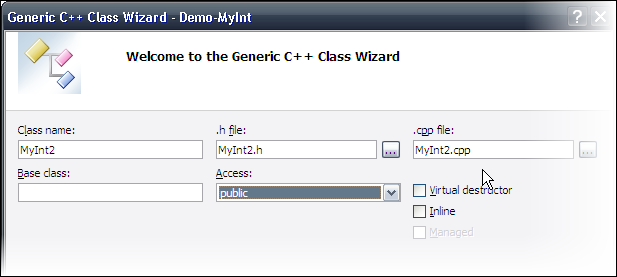 Generic C++ Class Wizard - Demo-MyInt
Welcome to the Generic C++ Class Wizard
Class name: .h file: .cpp file:
MyInt2 MyInt2.h ... MyInt2.cpp ...
Base class: Access:
public Virtual destructor
Inline
Managed